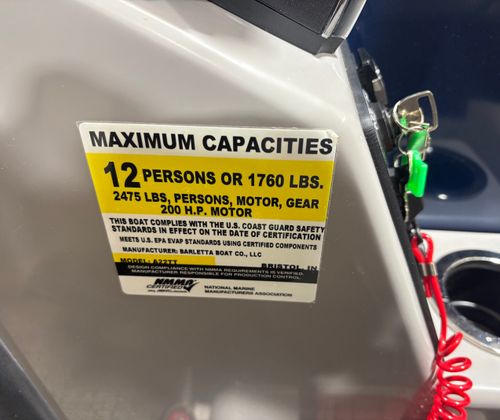 MAXIMUM CAPACITIES
12 PERSONS OR 1760 LBS.
2475 LBS, PERSONS, MOTOR, GEAR
200 H.P. MOTOR
THIS BOAT COMPLIES WITH THE U.S. COAST GUARD SAFETY
STANDARDS IN EFFECT ON THE DATE OF CERTIFICATION
MEETS U.S. EPA EVAP STANDARDS USING CERTIFIED COMPONENTS
MANUFACTURER: BARLETTA BOAT CO., LLC
MODEL: A22TT BRISTOL, IN
DESIGN COMPLIANCE WITH NMMA REQUIREMENTS IS VERIFIED.
MANUFACTURER RESPONSIBLE FOR PRODUCTION CONTROL.
NMMA
CERTIFIED
NATIONAL MARINE
MANUFACTURERS ASSOCIATION